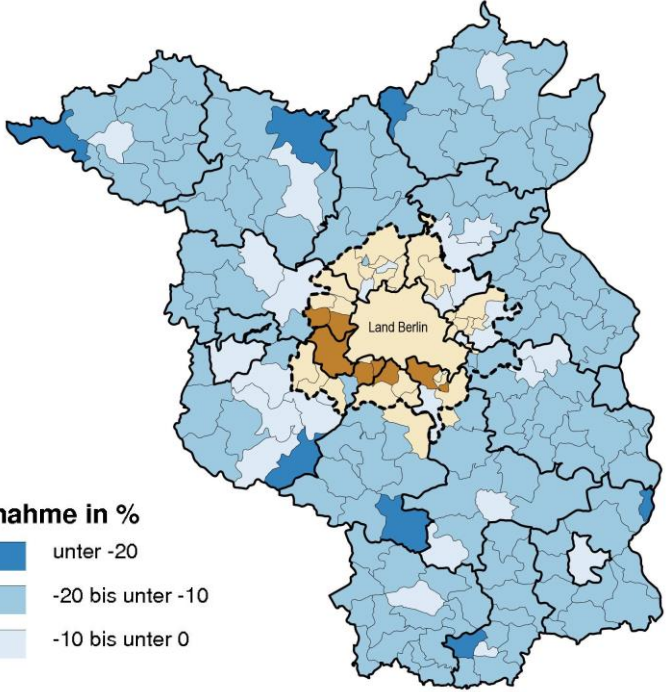 Land Berlin
nahme in %
unter -20
-20 bis unter -10
-10 bis unter 0